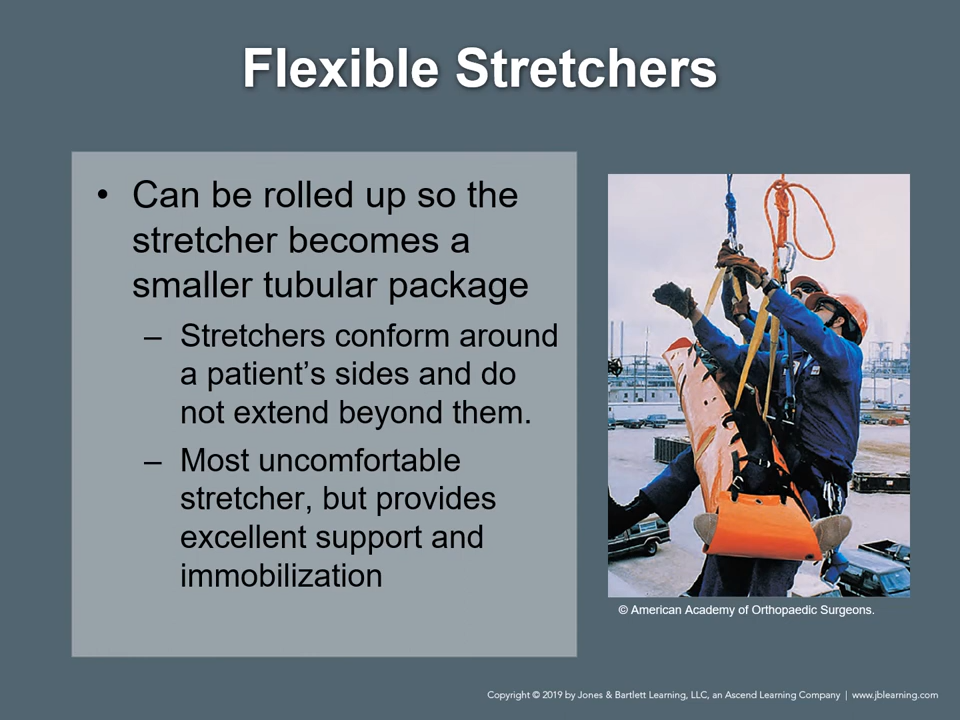 Flexible Stretchers
• Can be rolled up so the
stretcher becomes a
smaller tubular package
– Stretchers conform around
a patient’s sides and do
not extend beyond them.
– Most uncomfortable
stretcher, but provides
excellent support and
immobilization
© American Academy of Orthopaedic Surgeons.
Copyright © 2019 by Jones & Bartlett Learning, LLC, an Ascend Learning Company | www.jblearning.com